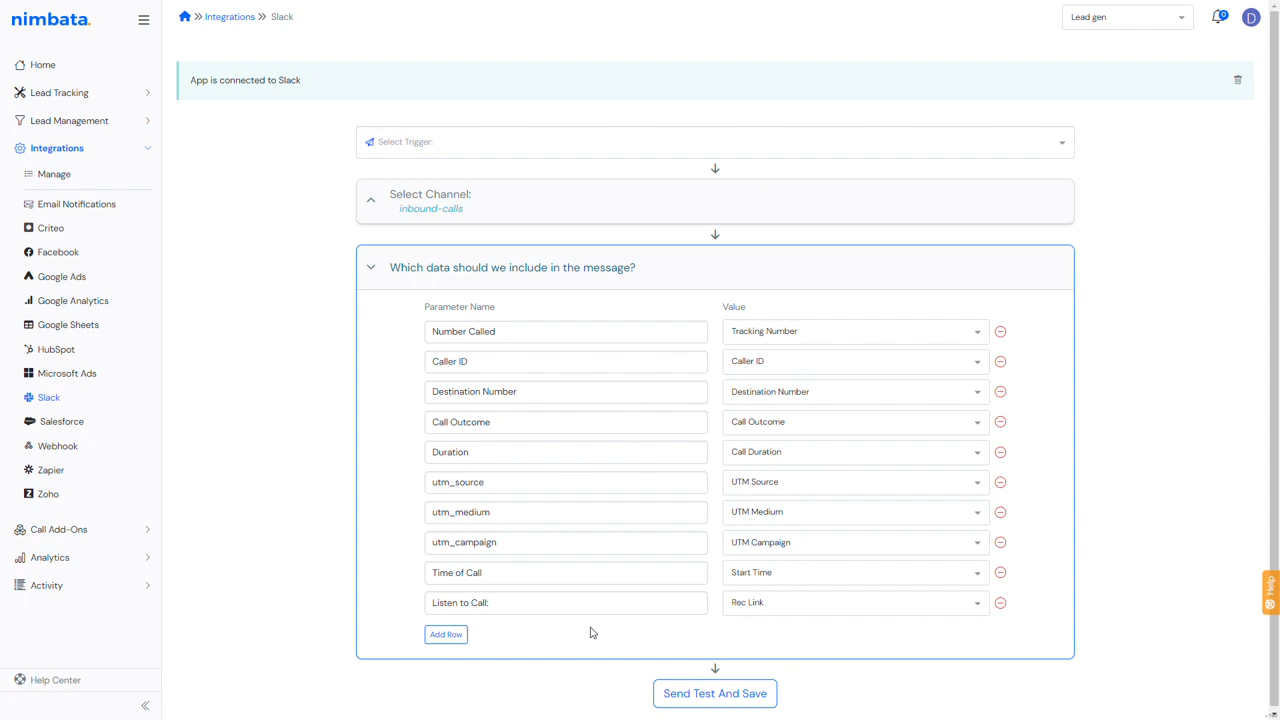 nimbata.
Integrations
Slack
Lead gen
0
D
Home
Lead Tracking
Lead Management
Integrations
Manage
Email Notifications
Criteo
Facebook
Google Ads
Google Analytics
Google Sheets
HubSpot
Microsoft Ads
Slack
Salesforce
Webhook
Zapier
Zoho
Call Add-Ons
Analytics
Activity
Help Center
App is connected to Slack
Select Trigger:
Select Channel:
inbound-calls
Which data should we include in the message?
Parameter Name Value
Number Called Tracking Number
Caller ID Caller ID
Destination Number Destination Number
Call Outcome Call Outcome
Duration Call Duration
utm_source UTM Source
utm_medium UTM Medium
utm_campaign UTM Campaign
Time of Call Start Time
Listen to Call: Rec Link
Add Row
Send Test And Save
Help